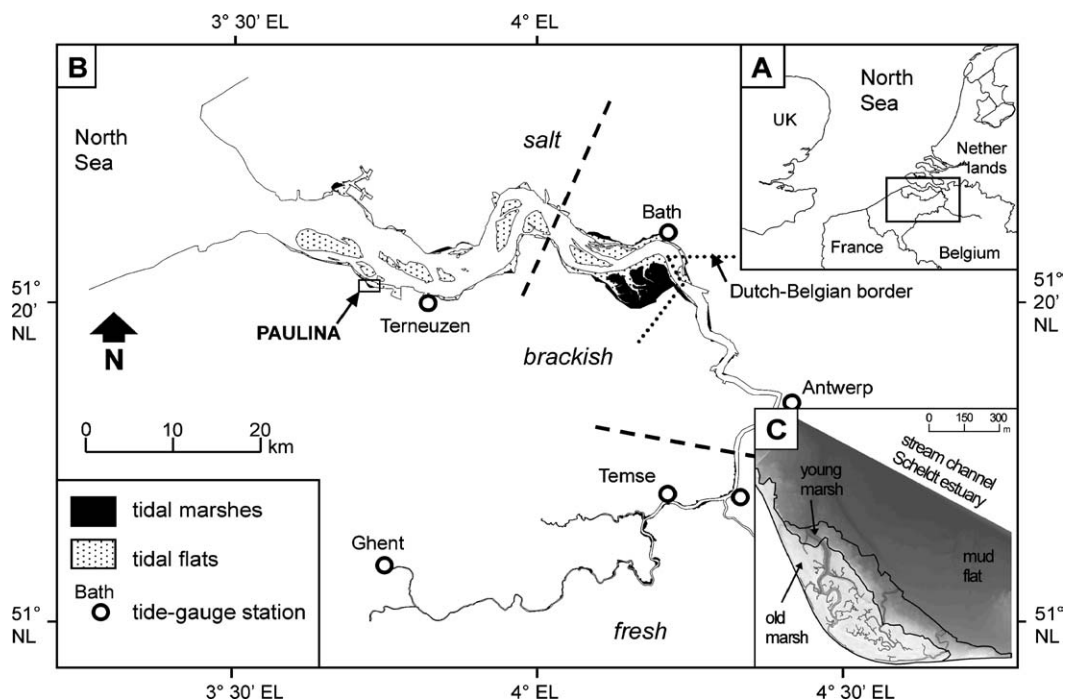 3° 30’ EL
4° EL
B
A
North
Sea
UK
Nether
lands
France
Belgium
North
Sea
salt
Bath
Dutch-Belgian border
51°
20’
NL
51°
20’
NL
PAULINA
Terneuzen
N
brackish
Antwerp
0
10
20
km
C
0
150
300
m
stream channel
Scheldt estuary
young
marsh
mud
flat
old
marsh
Temse
Ghent
fresh
tidal marshes
tidal flats
Bath
tide-gauge station
51°
NL
51°
NL
3° 30’ EL
4° EL
4° 30’ EL